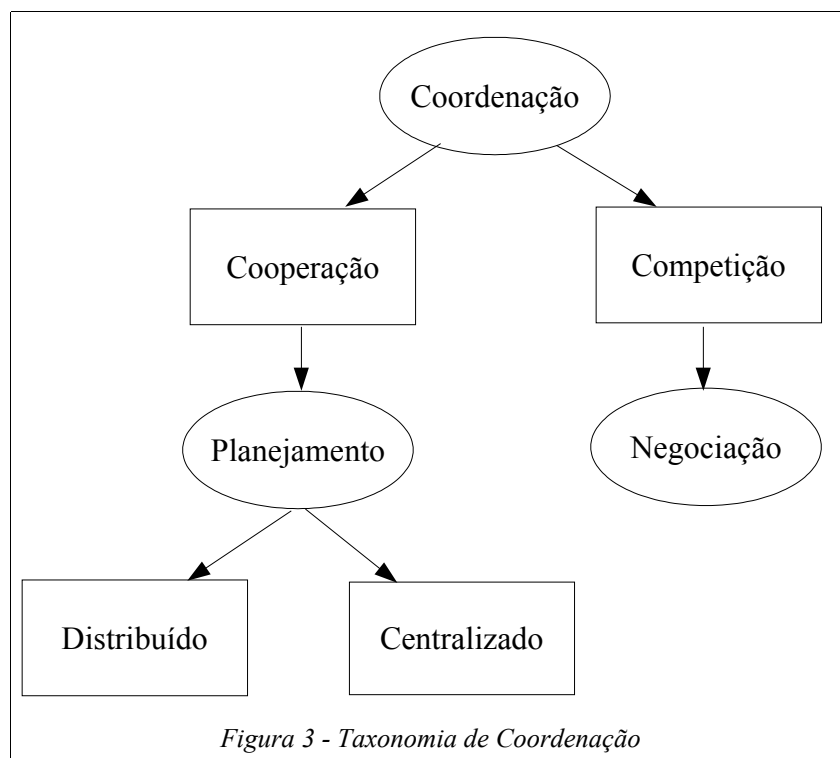 Coordenação
Cooperação
Competição
Planejamento
Negociação
Distribuído
Centralizado
Figura 3 - Taxonomia de Coordenação